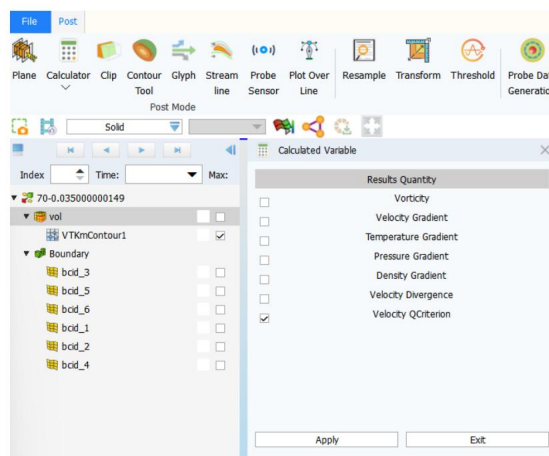 File Post
Plane Calculator Clip Contour Tool Glyph Stream line Probe Sensor Plot Over Line Resample Transform Threshold Probe Dat Generatio
Post Mode
Solid
Calculated Variable
Index Time: Max:
Results Quantity
70-0.035000000149
Vorticity
vol
Velocity Gradient
VTKmContour1
Temperature Gradient
Boundary
Pressure Gradient
bcid_3
Density Gradient
bcid_5
Velocity Divergence
bcid_6
Velocity QCriterion
bcid_1
bcid_2
bcid_4
Apply Exit